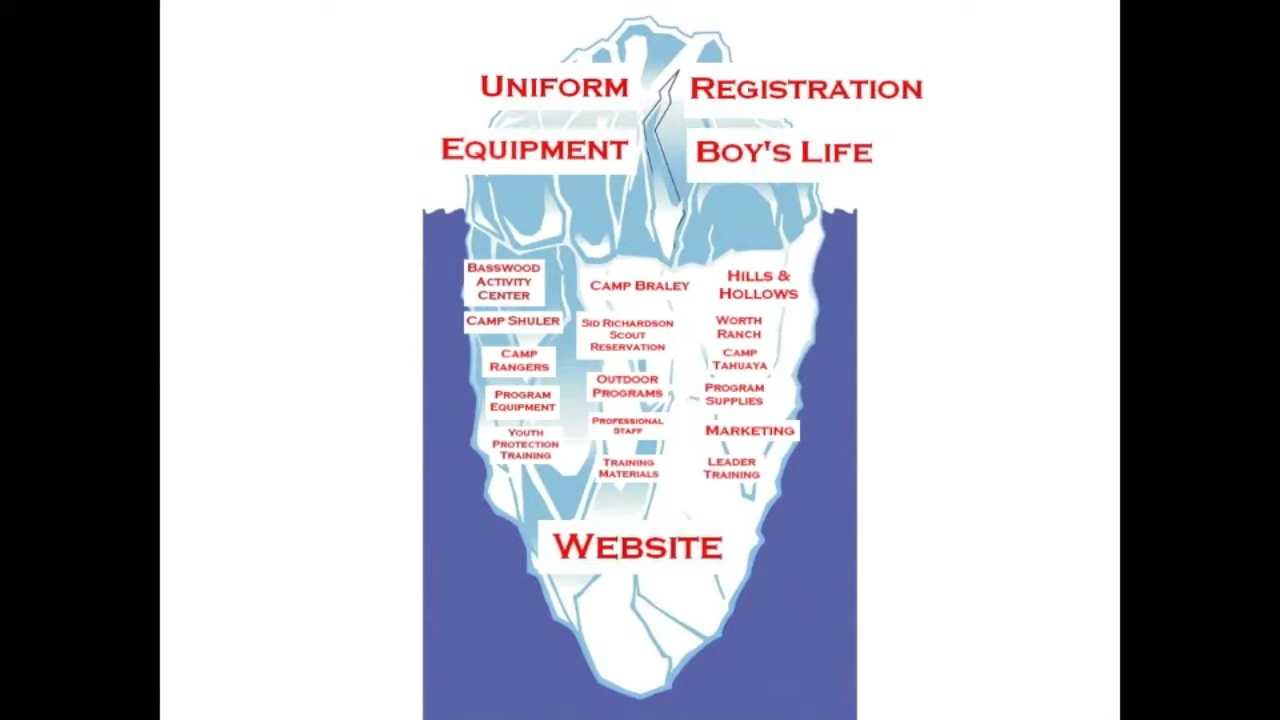 UNIFORM
REGISTRATION
EQUIPMENT
BOY'S LIFE
BASSWOOD
ACTIVITY
CENTER
CAMP BRALEY
HILLS &
HOLLOWS
CAMP SHULER
SID RICHARDSON
SCOUT
RESERVATION
WORTH
RANCH
CAMP
RANGERS
OUTDOOR
PROGRAMS
CAMP
TAHUAYA
PROGRAM
EQUIPMENT
PROFESSIONAL
STAFF
PROGRAM
SUPPLIES
YOUTH
PROTECTION
TRAINING
TRAINING
MATERIALS
MARKETING
LEADER
TRAINING
WEBSITE